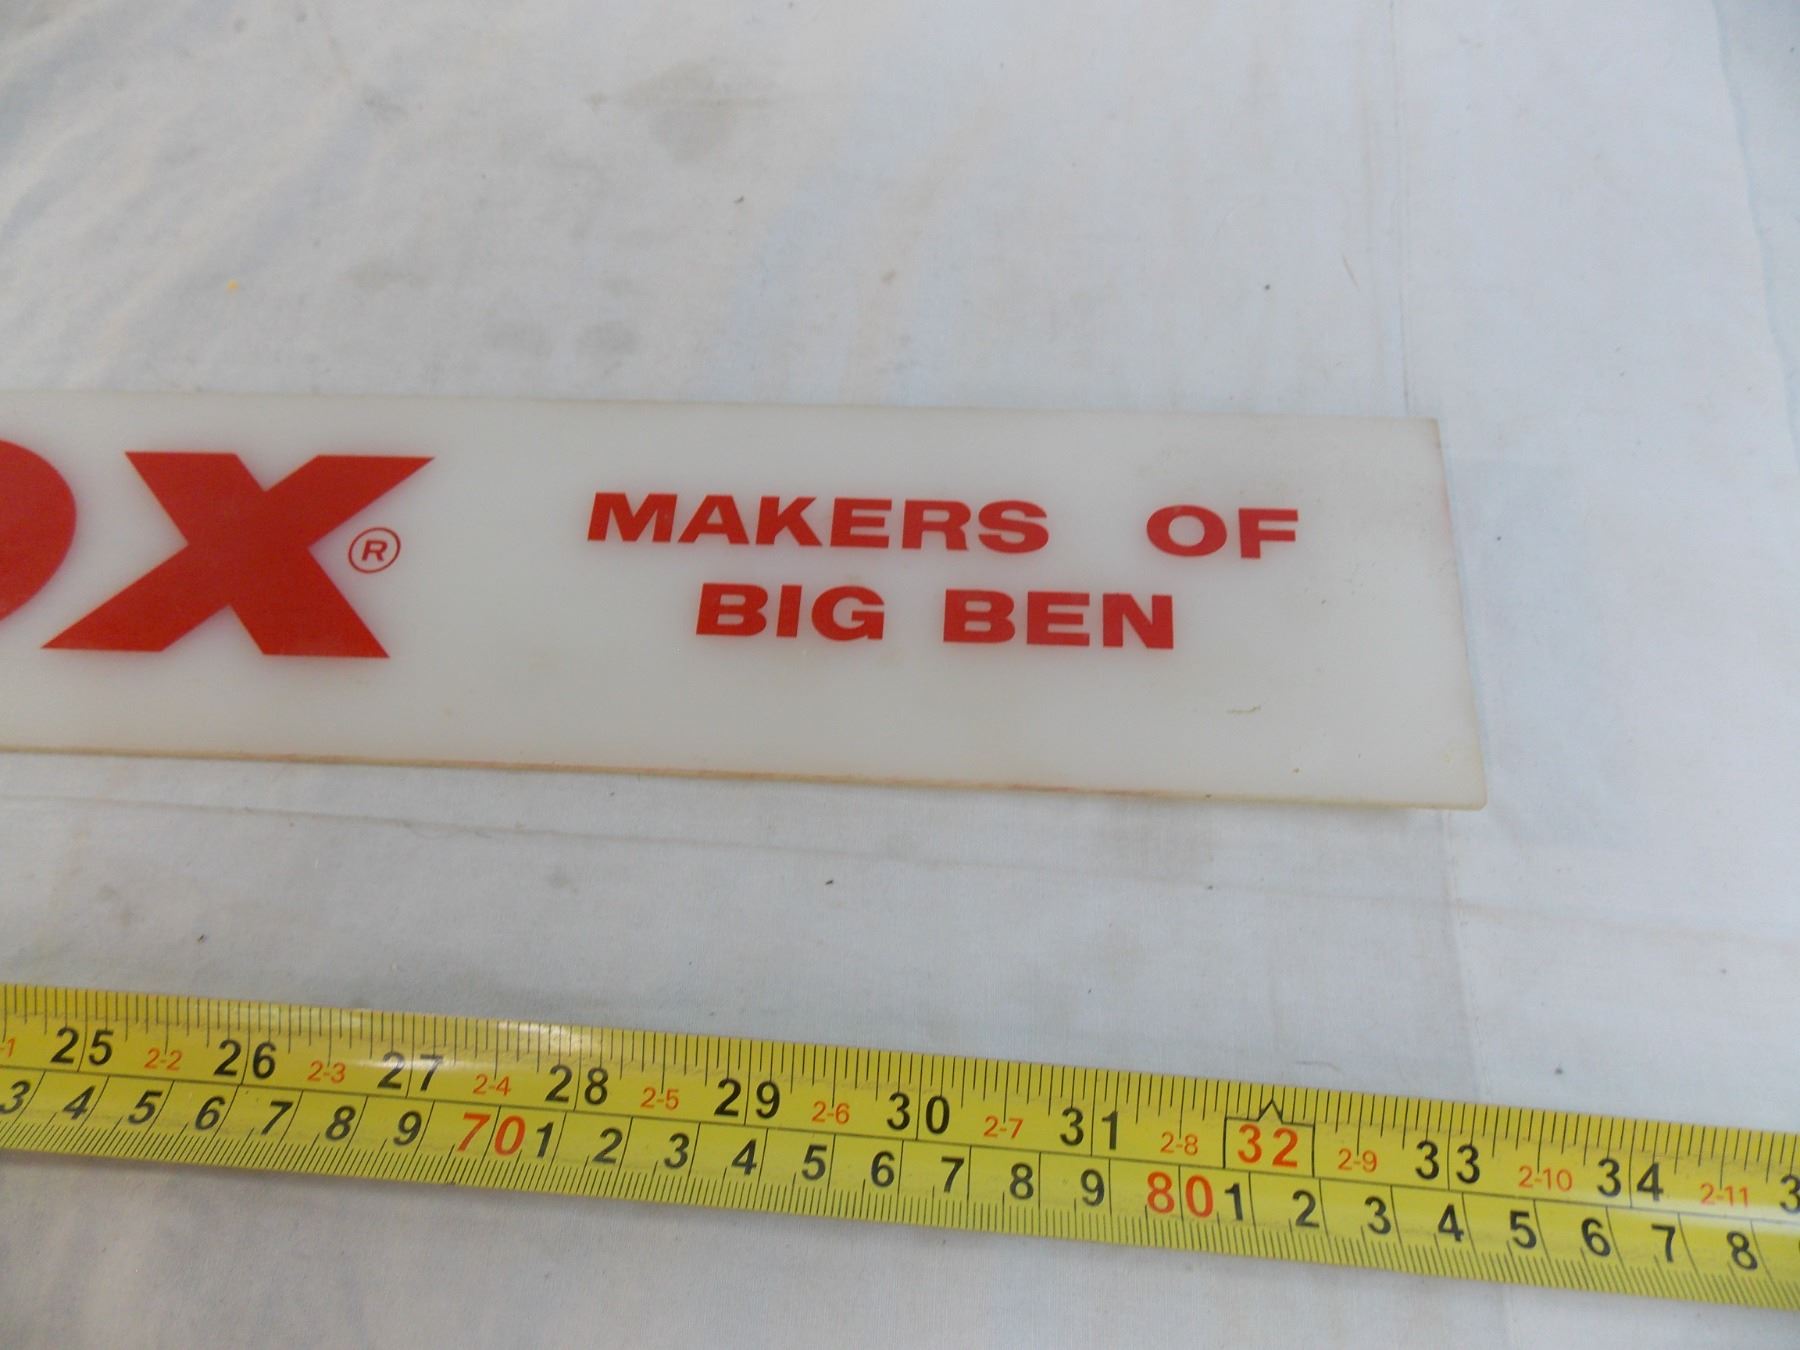 OX®
MAKERS OF
BIG BEN
-1 25 2-2 26 2-3 27 2-4 28 2-5 29 2-6 30 2-7 31 2-8 32 2-9 33 2-10 34 2-11 3
3 4 5 6 7 8 9 70 1 2 3 4 5 6 7 8 9 80 1 2 3 4 5 6 7 8